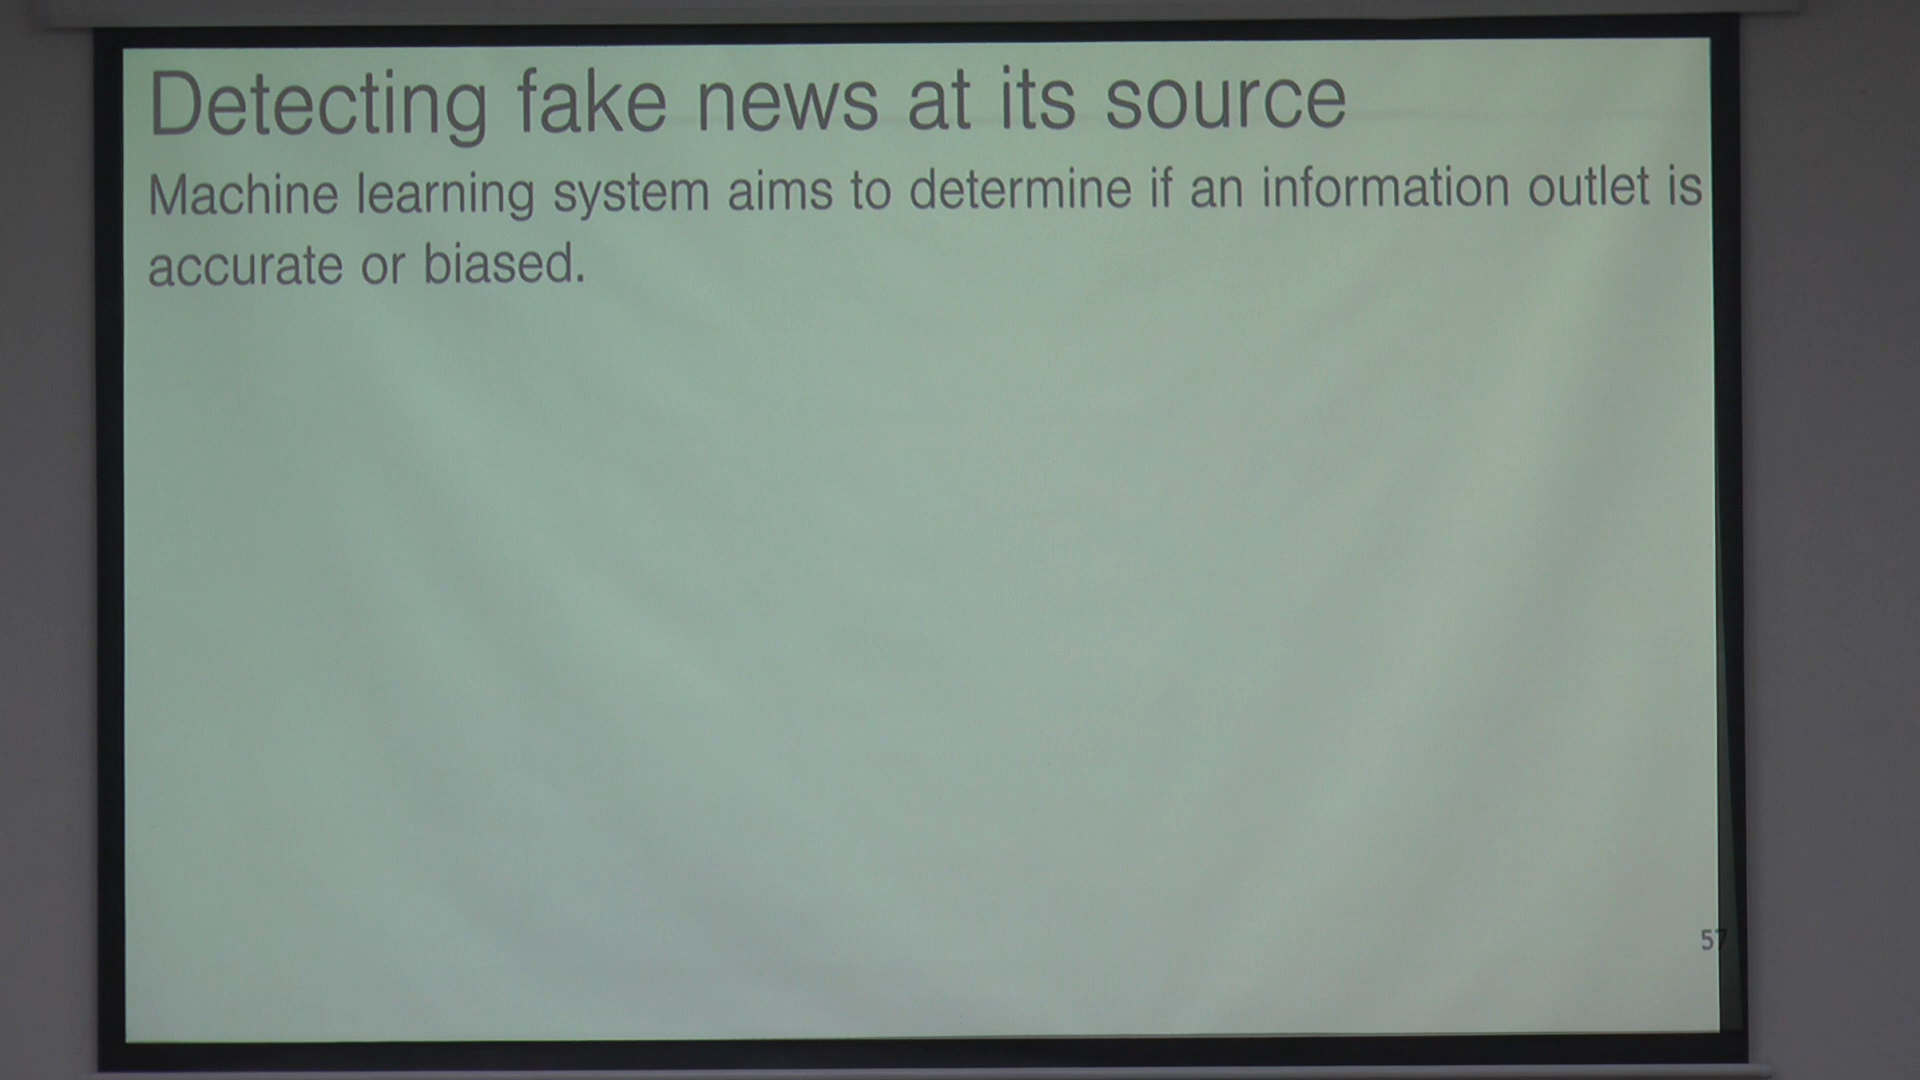 Detecting fake news at its source
Machine learning system aims to determine if an information outlet is
accurate or biased.
57